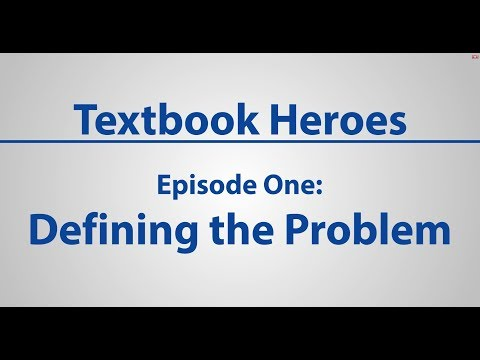 Textbook Heroes
Episode One:
Defining the Problem